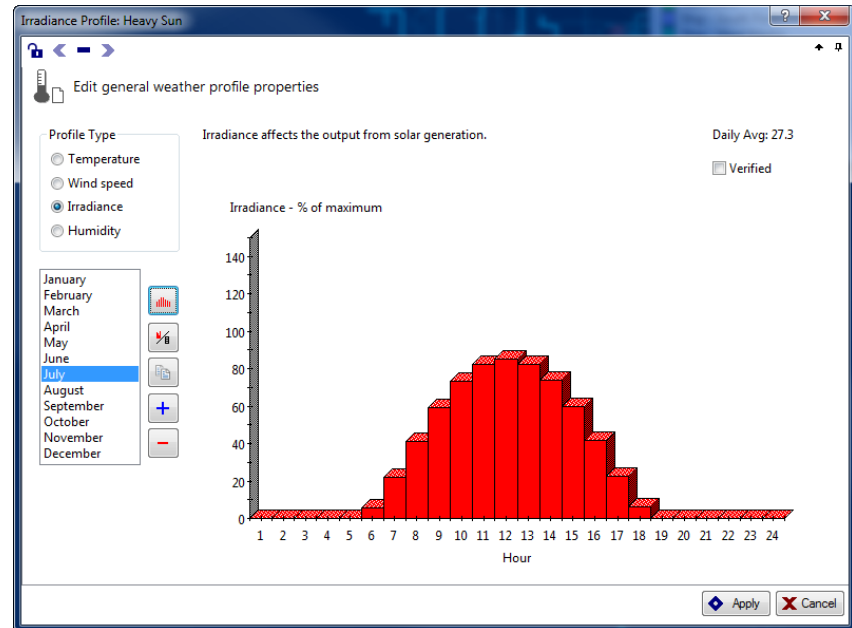 Irradiance Profile: Heavy Sun
?
Edit general weather profile properties
Profile Type
Temperature
Wind speed
Irradiance
Humidity
Irradiance affects the output from solar generation.
Daily Avg: 27.3
Verified
January
February
March
April
May
June
July
August
September
October
November
December
Irradiance - % of maximum
140
120
100
80
60
40
20
0
1 2 3 4 5 6 7 8 9 10 11 12 13 14 15 16 17 18 19 20 21 22 23 24
Hour
Apply
Cancel